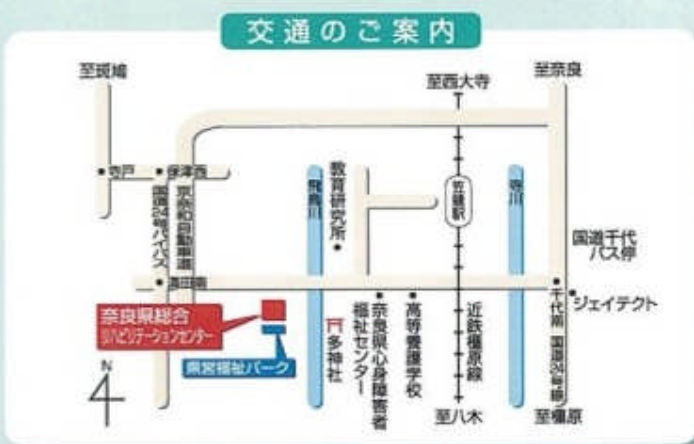 交通のご案内
至斑鳩
至西大寺
至奈良
寺戸
保津西
国道24号バイパス
京奈和自動車道
飛鳥川
教育研究所
笠縫駅
寺川
国道千代
バス停
黒田南
千代南
ジェイテクト
国道24号線
奈良県総合
リハビリテーションセンター
県営福祉パーク
多神社
奈良県心身障害者
福祉センター
高等養護学校
近鉄橿原線
N
至八木
至橿原